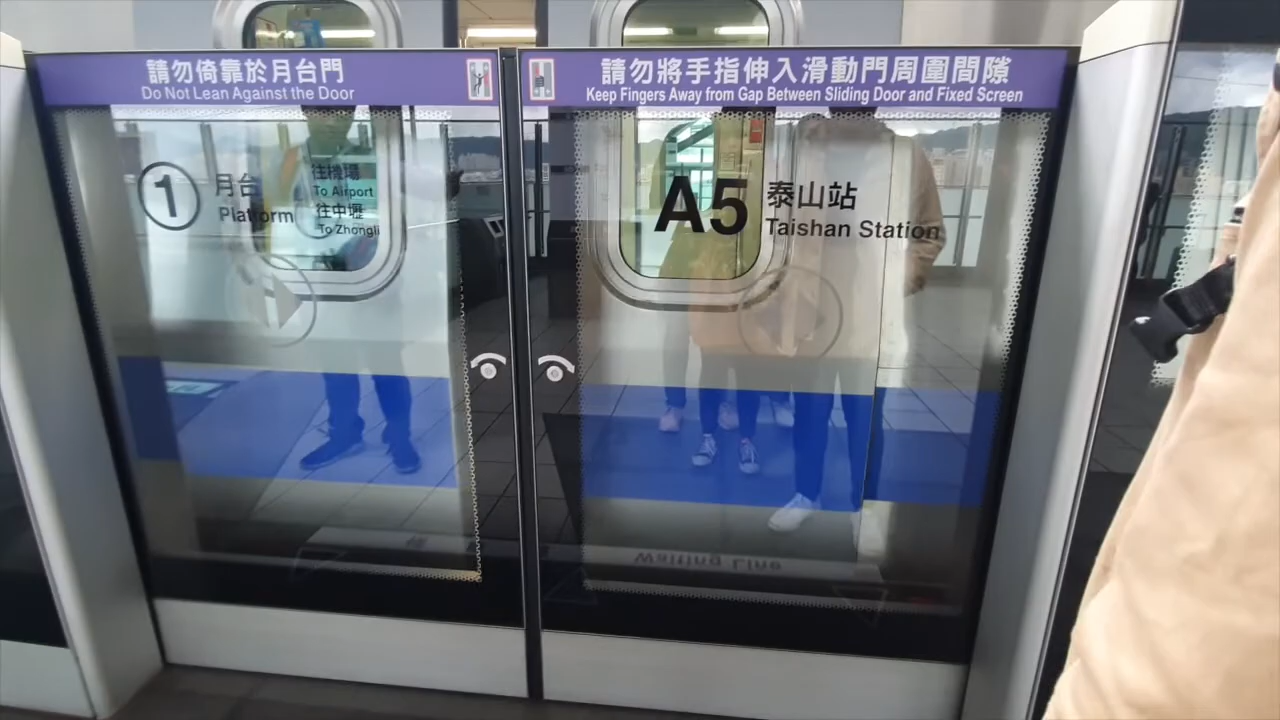 請勿倚靠於月台門
Do Not Lean Against the Door
請勿將手指伸入滑動門周圍間隙
Keep Fingers Away from Gap Between Sliding Door and Fixed Screen
1
月台
Platform
往機場
To Airport
往中壢
To Zhongli
A5
泰山站
Taishan Station
Waiting Line